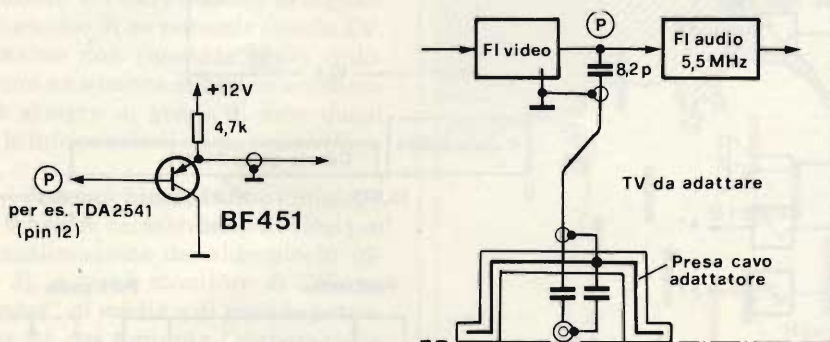 +12V
4,7k
P
per es. TDA2541
(pin 12)
BF451
P
FI video
FI audio
5,5 MHz
8,2p
TV da adattare
Presa cavo
adattatore